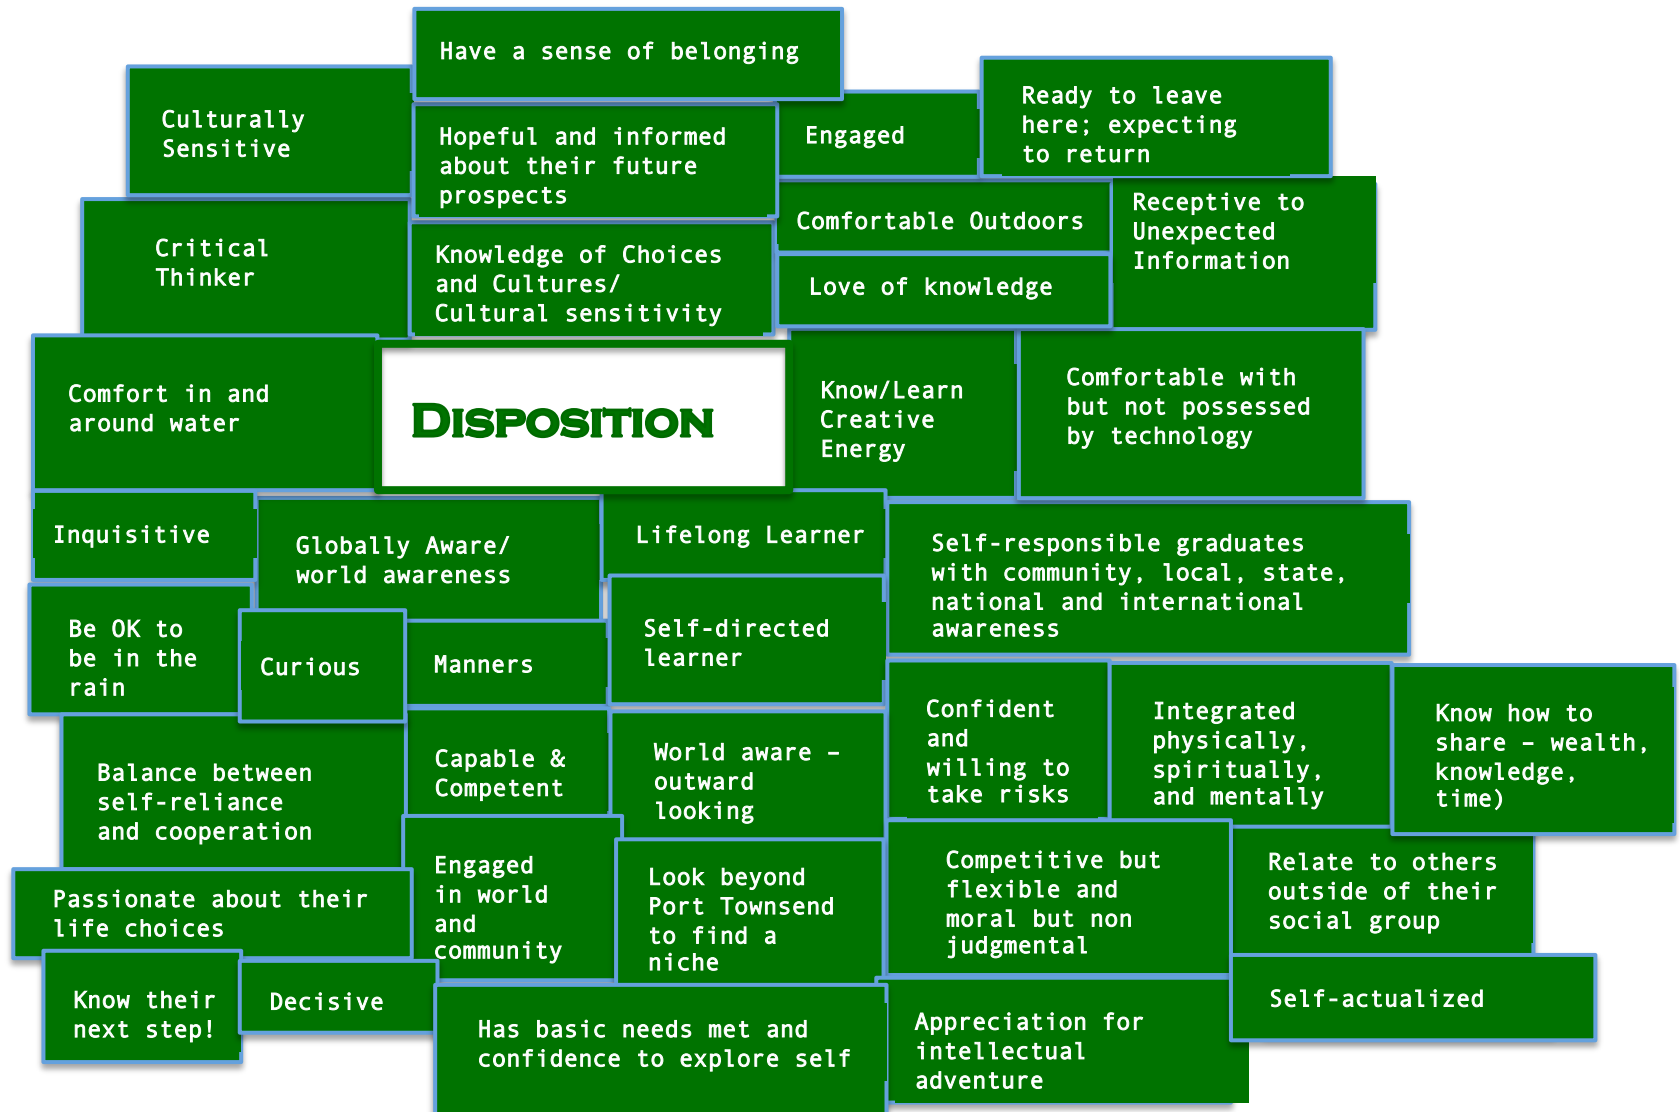 Have a sense of belonging
Culturally
Sensitive
Hopeful and informed
about their future
prospects
Engaged
Ready to leave
here; expecting
to return
Critical
Thinker
Knowledge of Choices
and Cultures/
Cultural sensitivity
Comfortable Outdoors
Love of knowledge
Receptive to
Unexpected
Information
Comfort in and
around water
DISPOSITION
Know/Learn
Creative
Energy
Comfortable with
but not possessed
by technology
Inquisitive
Globally Aware/
world awareness
Lifelong Learner
Self-responsible graduates
with community, local, state,
national and international
awareness
Be OK to
be in the
rain
Curious
Manners
Self-directed
learner
Confident
and
willing to
take risks
Integrated
physically,
spiritually,
and mentally
Know how to
share – wealth,
knowledge,
time)
Balance between
self-reliance
and cooperation
Capable &
Competent
World aware –
outward
looking
Passionate about their
life choices
Engaged
in world
and
community
Look beyond
Port Townsend
to find a
niche
Competitive but
flexible and
moral but non
judgmental
Relate to others
outside of their
social group
Know their
next step!
Decisive
Has basic needs met and
confidence to explore self
Appreciation for
intellectual
adventure
Self-actualized